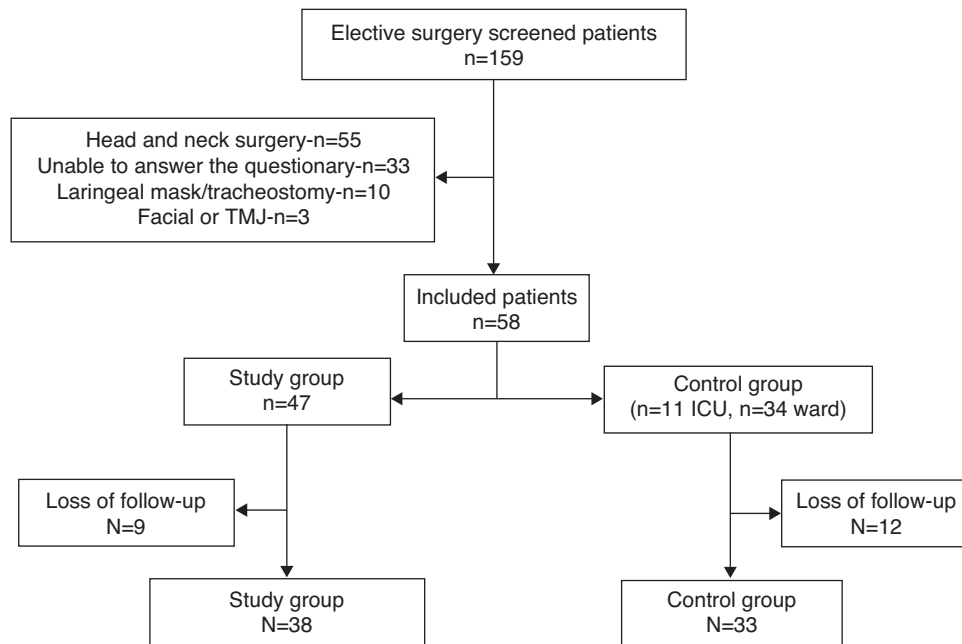 Elective surgery screened patients
n=159
Head and neck surgery-n=55
Unable to answer the questionary-n=33
Laringeal mask/tracheostomy-n=10
Facial or TMJ-n=3
Included patients
n=58
Study group
n=47
Control group
(n=11 ICU, n=34 ward)
Loss of follow-up
N=9
Loss of follow-up
N=12
Study group
N=38
Control group
N=33